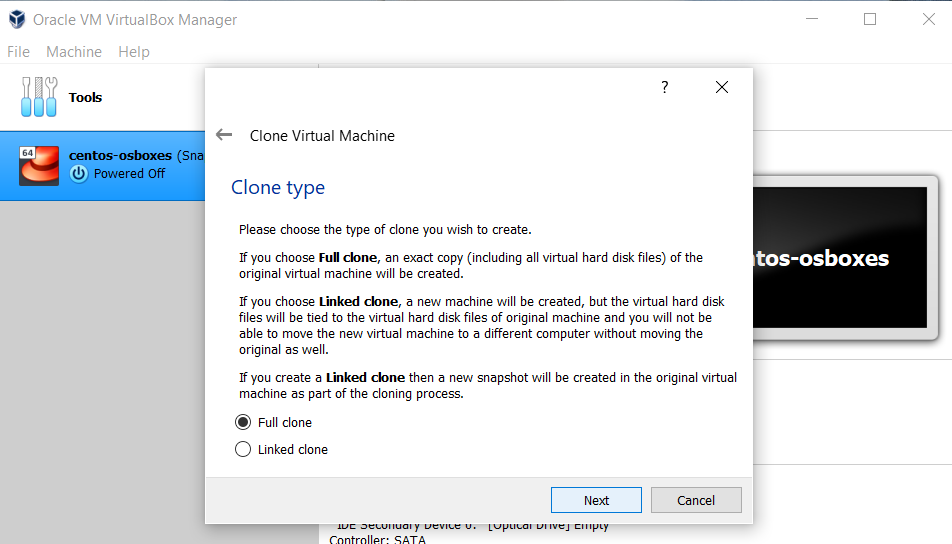 Oracle VM VirtualBox Manager
File Machine Help
Tools
?
Clone Virtual Machine
64
centos-osboxes (Sna
Powered Off
Clone type
Please choose the type of clone you wish to create.
If you choose Full clone, an exact copy (including all virtual hard disk files) of the
original virtual machine will be created.
If you choose Linked clone, a new machine will be created, but the virtual hard disk
files will be tied to the virtual hard disk files of original machine and you will not be
able to move the new virtual machine to a different computer without moving the
original as well.
If you create a Linked clone then a new snapshot will be created in the original virtual
machine as part of the cloning process.
Full clone
Linked clone
Next Cancel
ntos-osboxes
IDE Secondary Device 0: [Optical Drive] Empty
Controller: SATA